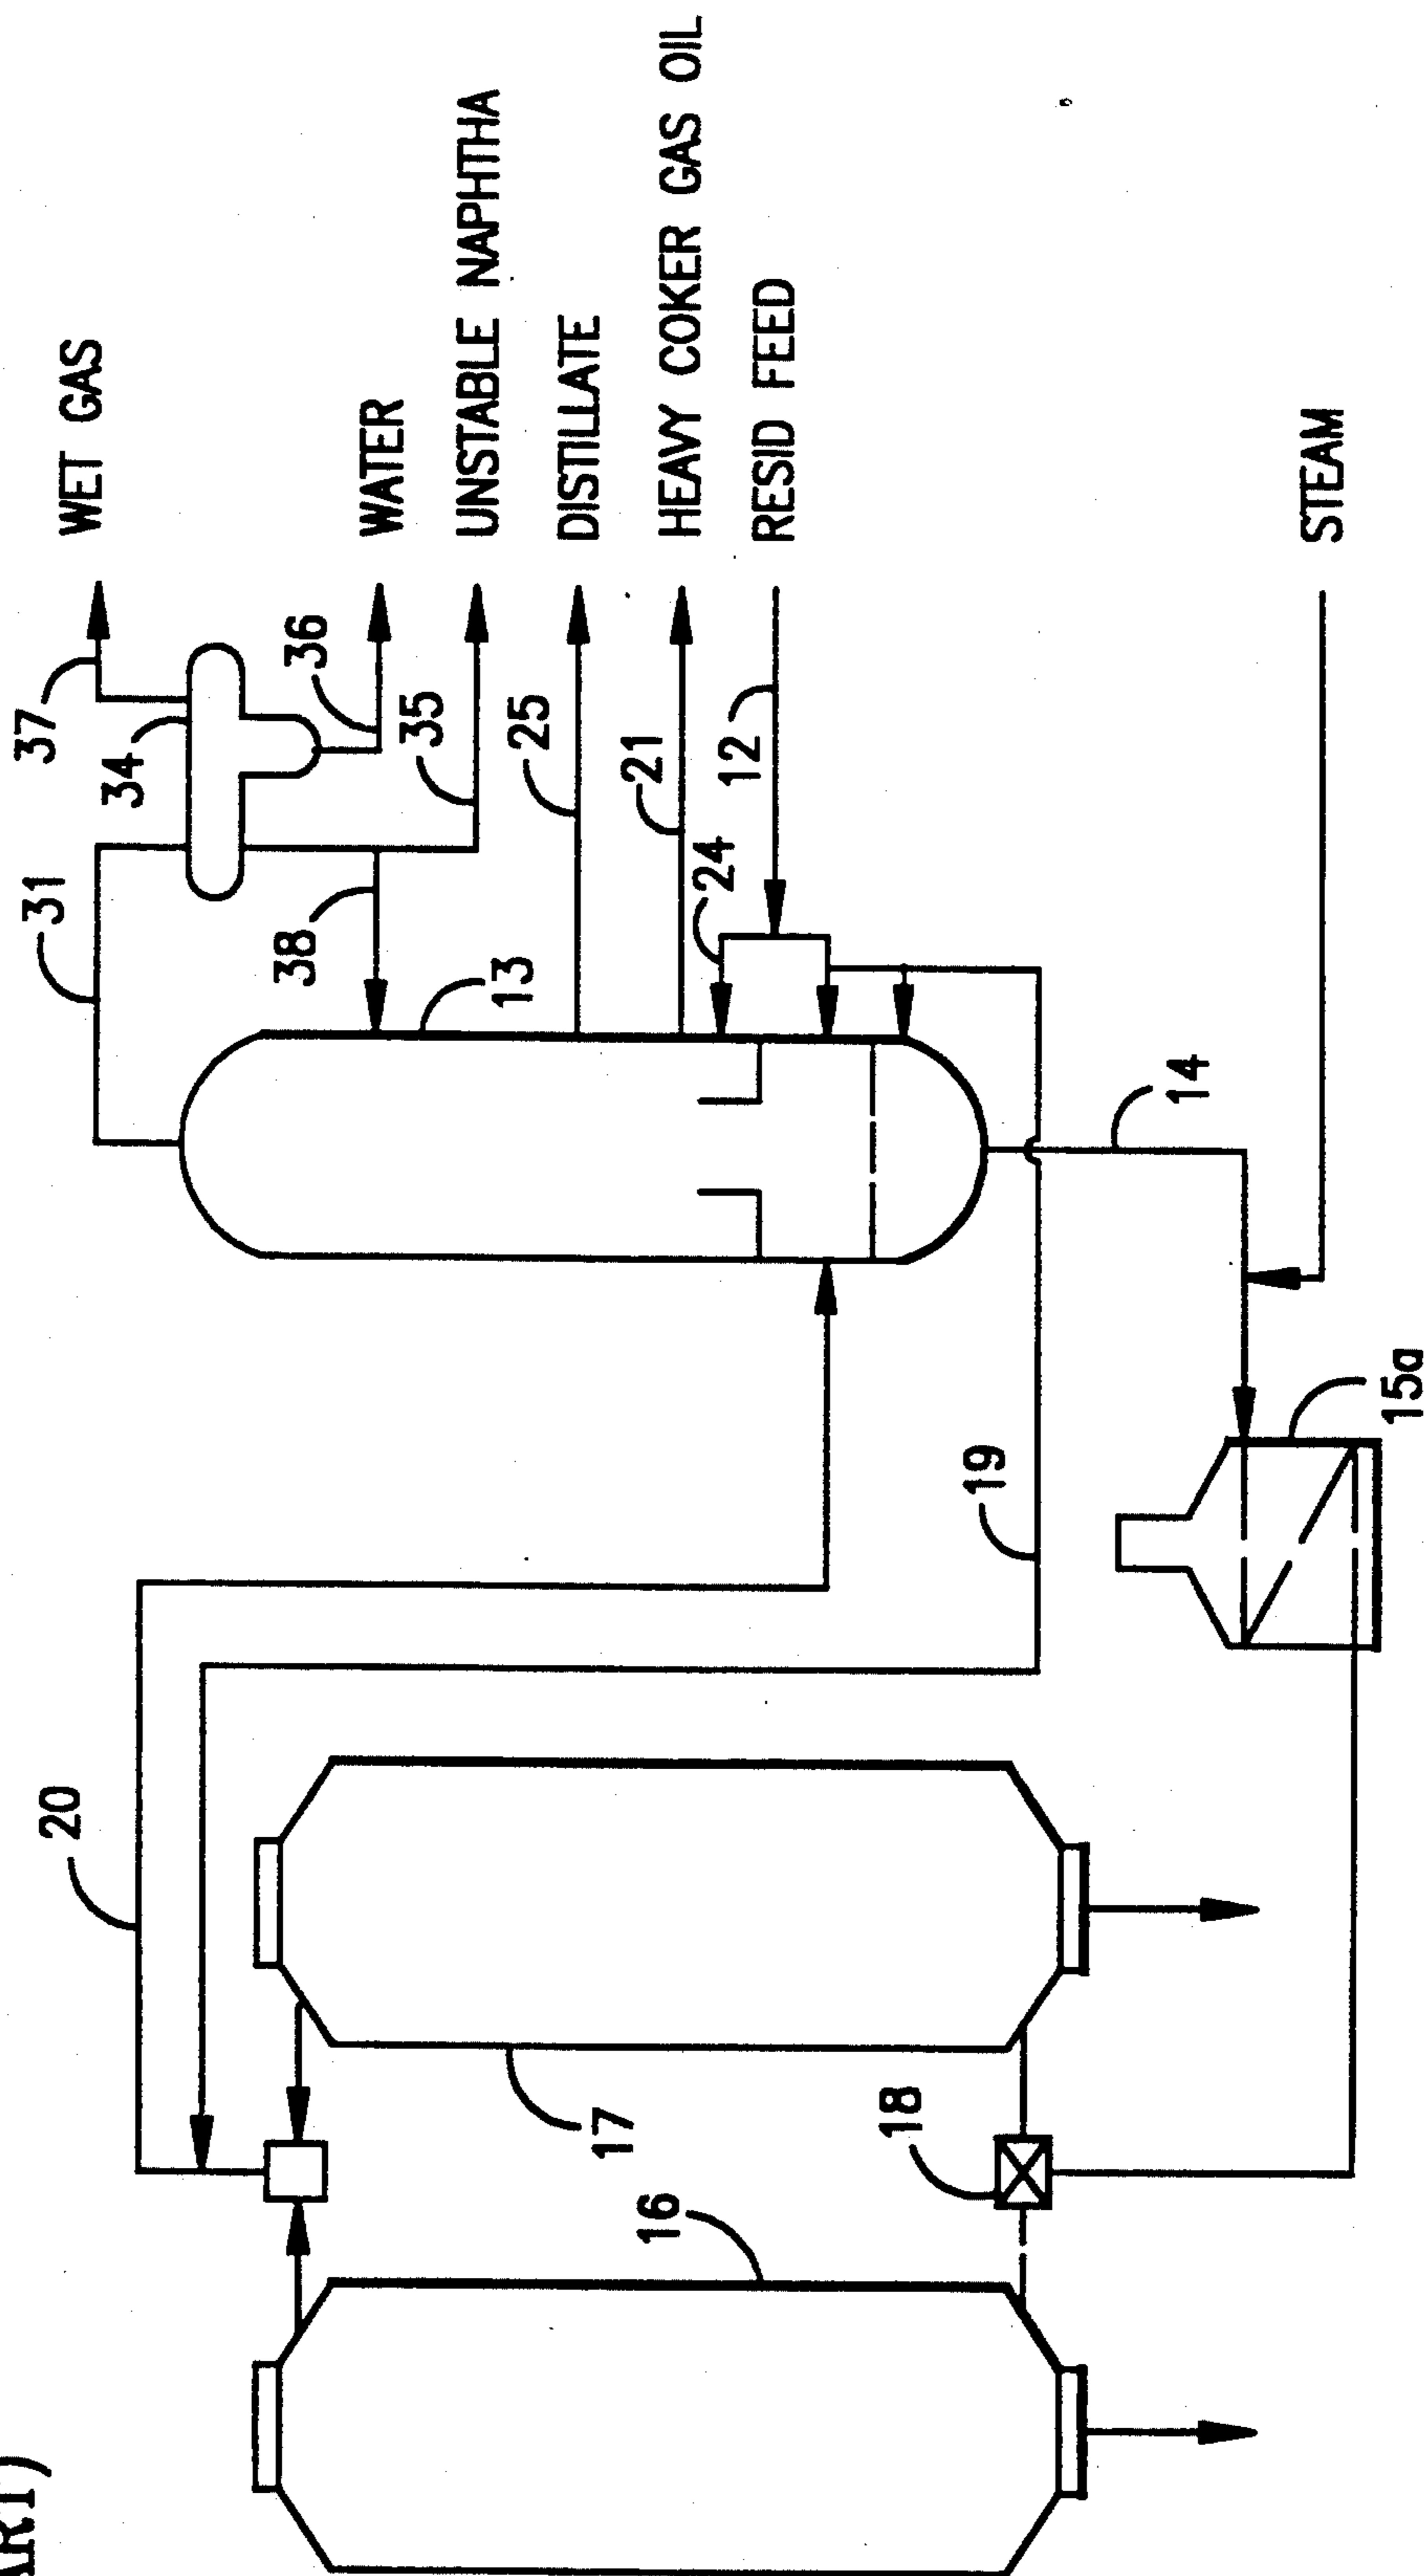 WET GAS
37
34
31
36
WATER
38
35
UNSTABLE NAPHTHA
13
25
DISTILLATE
21
HEAVY COKER GAS OIL
24
12
RESID FEED
20
19
14
STEAM
15a
17
16
18